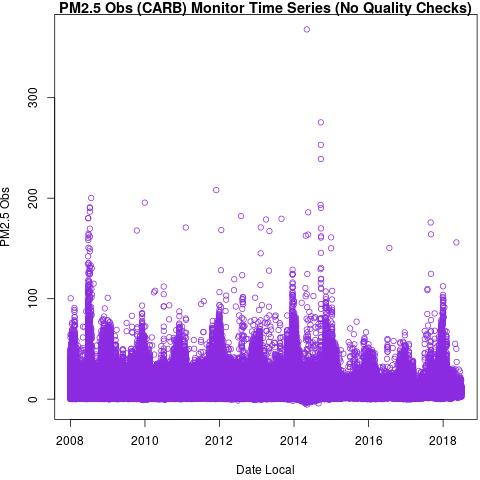 PM2.5 Obs (CARB) Monitor Time Series (No Quality Checks)
PM2.5 Obs
300
200
100
0
2008 2010 2012 2014 2016 2018
Date Local